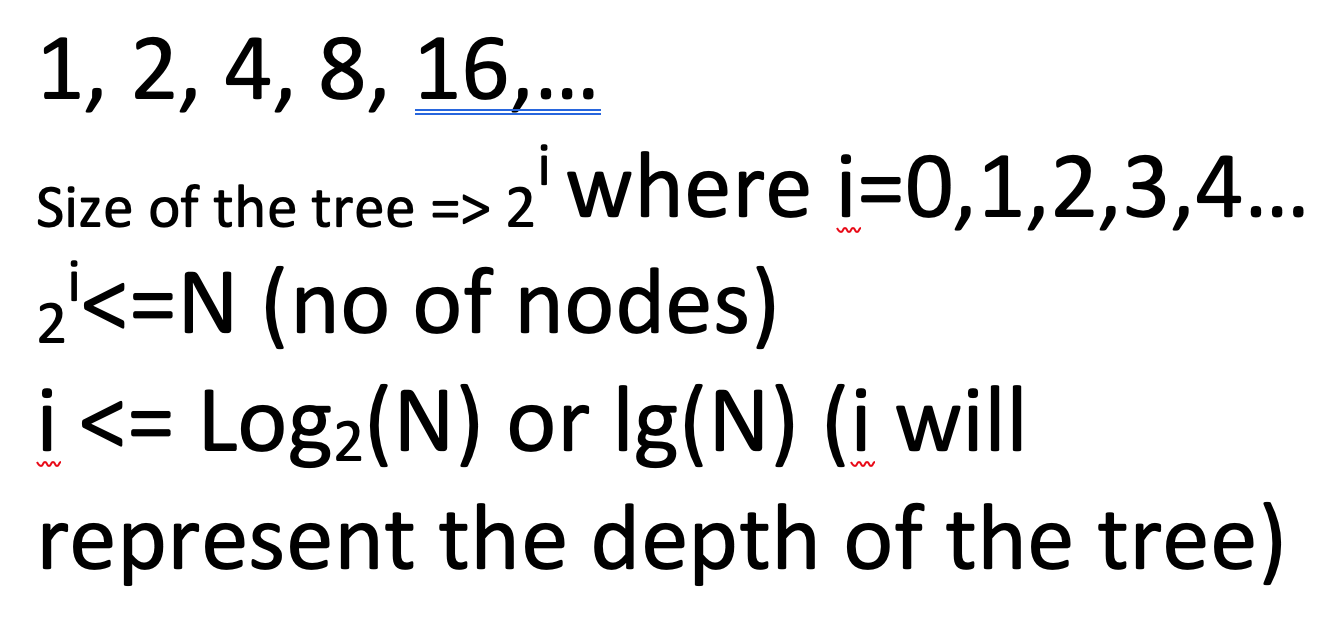 1, 2, 4, 8, 16,...
Size of the tree => 2ⁱ where i=0,1,2,3,4...
2ⁱ<=N (no of nodes)
i <= Log₂(N) or lg(N) (i will
represent the depth of the tree)